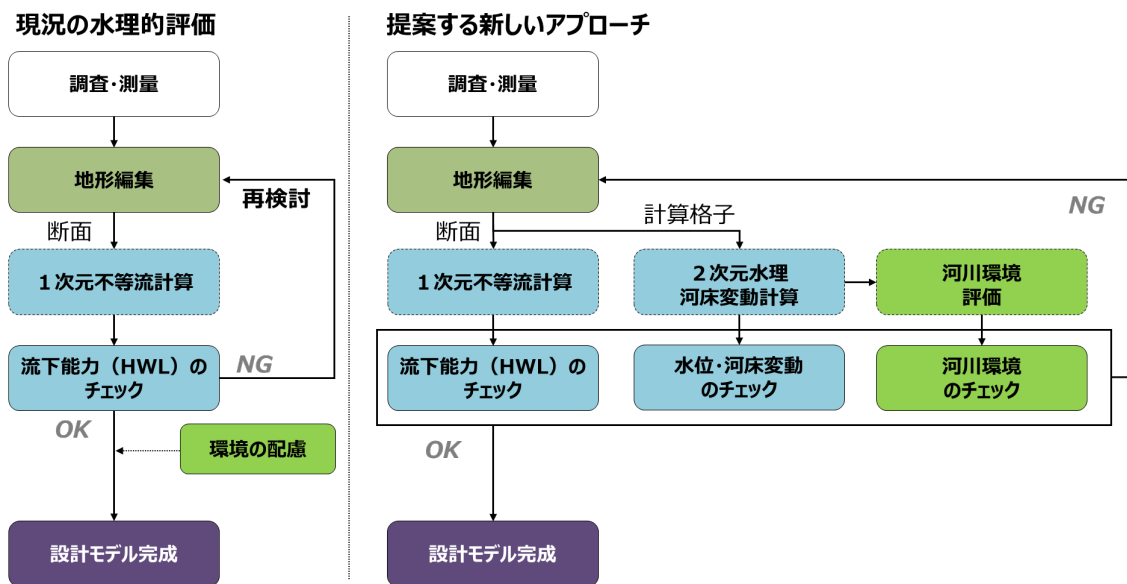 現況の水理的評価
調査・測量
地形編集
再検討
断面
1次元不等流計算
流下能力（HWL）の
チェック
NG
OK
環境の配慮
設計モデル完成
提案する新しいアプローチ
調査・測量
地形編集
NG
計算格子
断面
1次元不等流計算
2次元水理
河床変動計算
河川環境
評価
流下能力（HWL）の
チェック
水位・河床変動
のチェック
河川環境
のチェック
OK
設計モデル完成